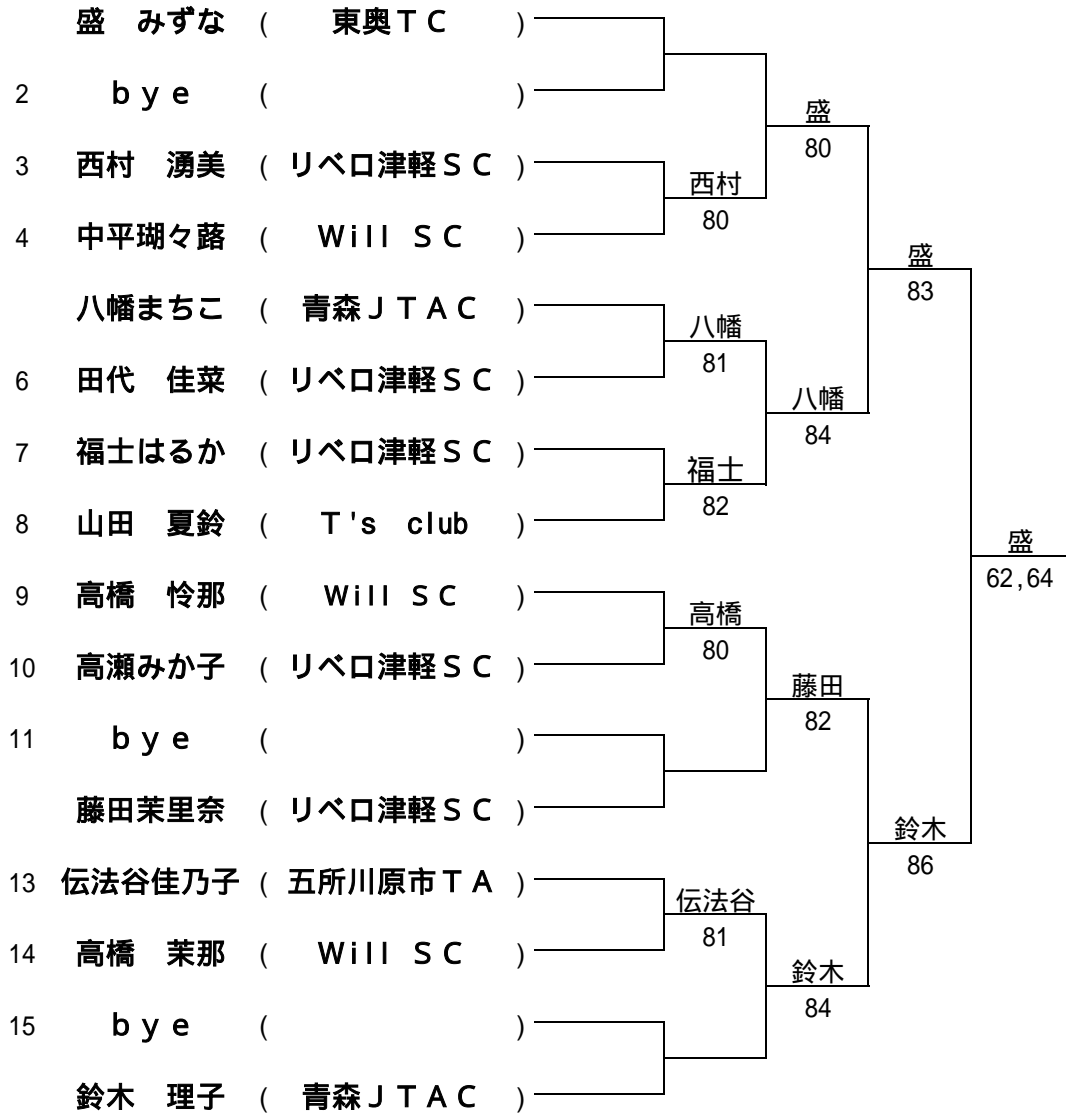 盛　みずな ( 東奥ＴＣ )
2 ｂｙｅ ( )
盛
80
3 西村　湧美 ( リベロ津軽ＳＣ )
西村
80
4 中平瑚々蕗 ( Will SC )
盛
83
八幡まちこ ( 青森ＪＴＡＣ )
八幡
81
6 田代　佳菜 ( リベロ津軽ＳＣ )
八幡
84
7 福士はるか ( リベロ津軽ＳＣ )
福士
82
8 山田　夏鈴 ( Ｔ's club )
盛
62,64
9 高橋　怜那 ( Will SC )
高橋
80
10 高瀬みか子 ( リベロ津軽ＳＣ )
藤田
82
11 ｂｙｅ ( )
藤田茉里奈 ( リベロ津軽ＳＣ )
鈴木
86
13 伝法谷佳乃子 ( 五所川原市ＴＡ )
伝法谷
81
14 高橋　茉那 ( Will SC )
鈴木
84
15 ｂｙｅ ( )
鈴木　理子 ( 青森ＪＴＡＣ )